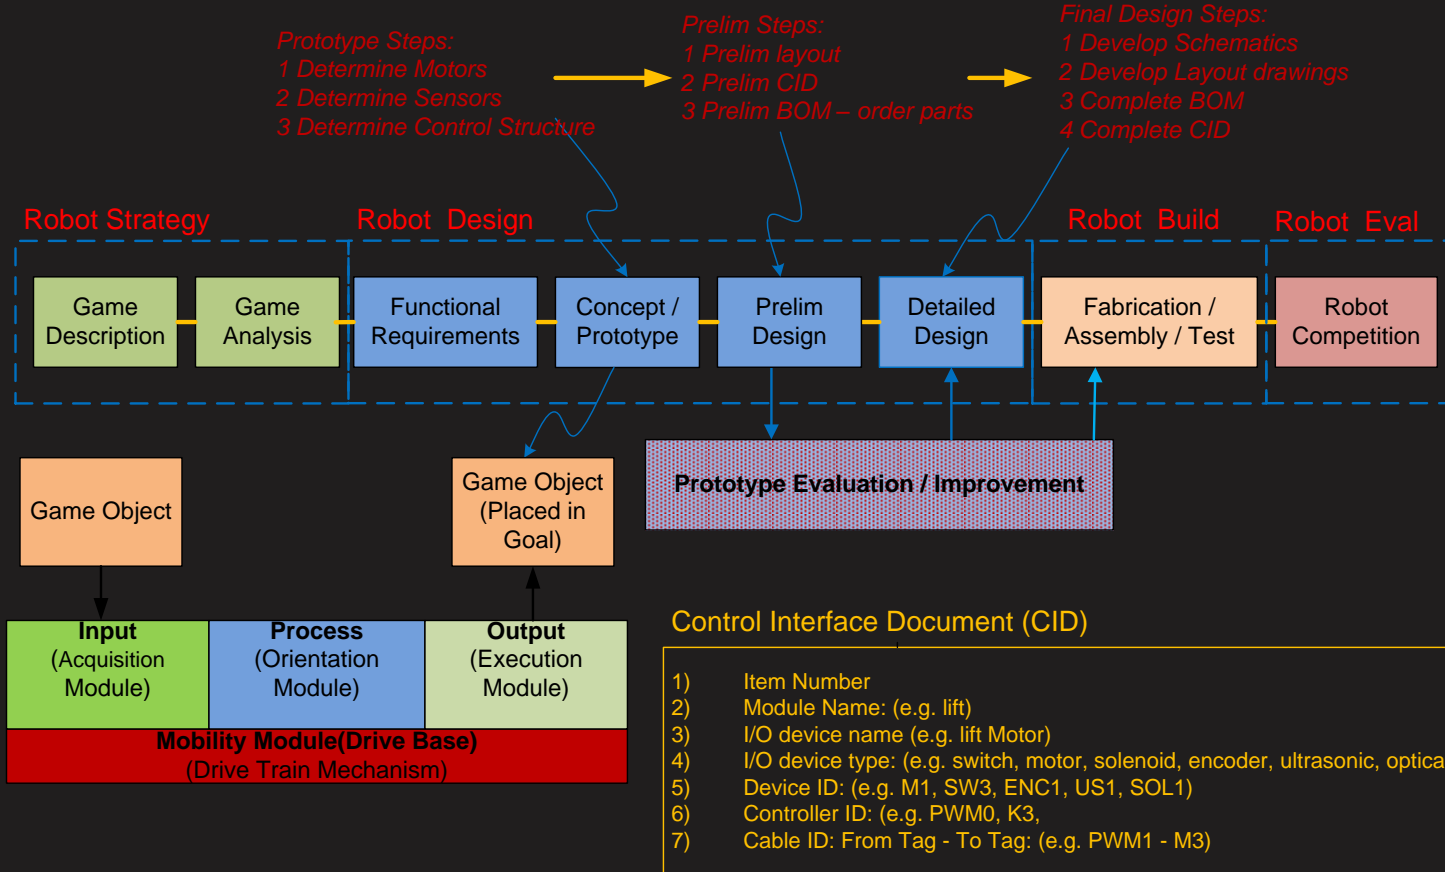 Prototype Steps:
1 Determine Motors
2 Determine Sensors
3 Determine Control Structure
Prelim Steps:
1 Prelim layout
2 Prelim CID
3 Prelim BOM – order parts
Final Design Steps:
1 Develop Schematics
2 Develop Layout drawings
3 Complete BOM
4 Complete CID
Robot Strategy
Robot Design
Robot Build
Robot Eval
Game
Description
Game
Analysis
Functional
Requirements
Concept /
Prototype
Prelim
Design
Detailed
Design
Fabrication /
Assembly / Test
Robot
Competition
Game Object
Game Object
(Placed in
Goal)
Prototype Evaluation / Improvement
Input
(Acquisition
Module)
Process
(Orientation
Module)
Output
(Execution
Module)
Mobility Module(Drive Base)
(Drive Train Mechanism)
Control Interface Document (CID)
1) Item Number
2) Module Name: (e.g. lift)
3) I/O device name (e.g. lift Motor)
4) I/O device type: (e.g. switch, motor, solenoid, encoder, ultrasonic, optica
5) Device ID: (e.g. M1, SW3, ENC1, US1, SOL1)
6) Controller ID: (e.g. PWM0, K3,
7) Cable ID: From Tag - To Tag: (e.g. PWM1 - M3)